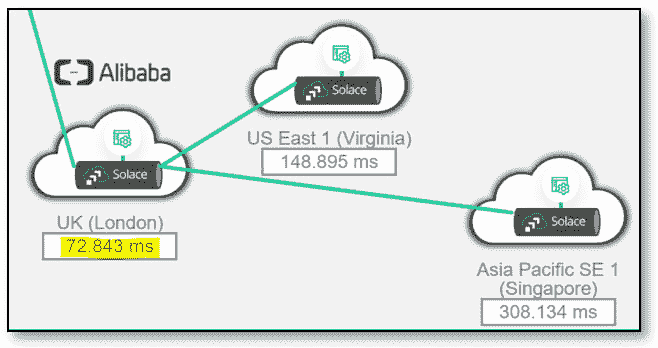 Alibaba
Solace
US East 1 (Virginia)
148.895 ms
Solace
UK (London)
72.843 ms
Solace
Asia Pacific SE 1
(Singapore)
308.134 ms